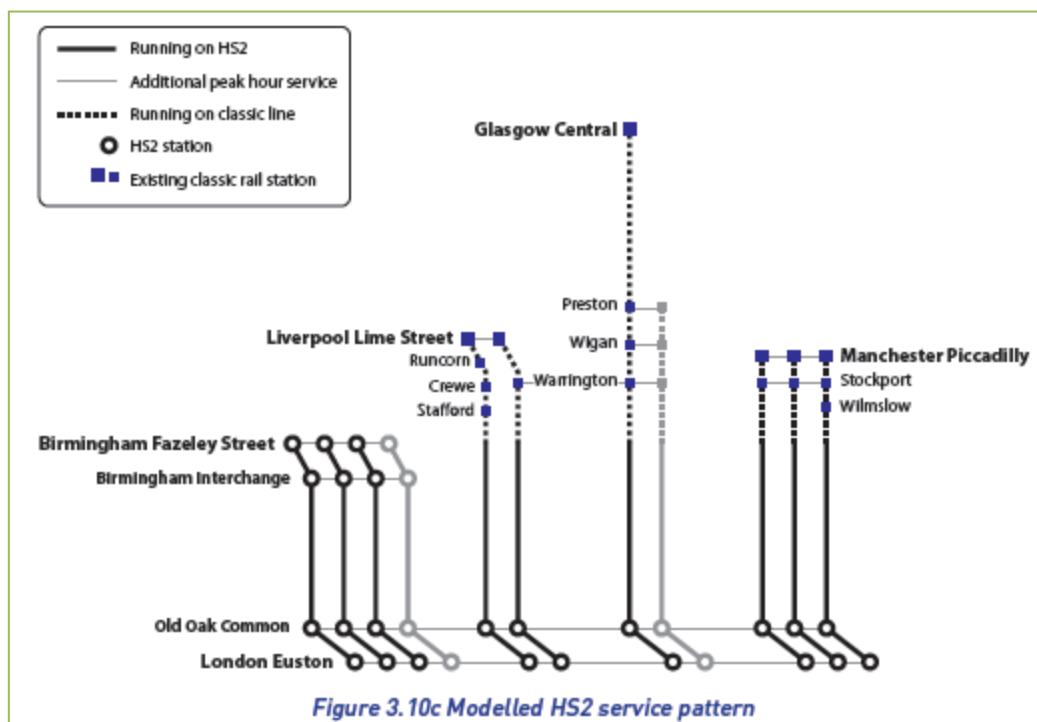 Running on HS2
Additional peak hour service
Running on classic line
HS2 station
Existing classic rail station
Glasgow Central
Preston
Liverpool Lime Street
Wigan
Runcorn
Manchester Piccadilly
Crewe
Warrington
Stockport
Stafford
Wilmslow
Birmingham Fazeley Street
Birmingham Interchange
Old Oak Common
London Euston
Figure 3.10c Modelled HS2 service pattern